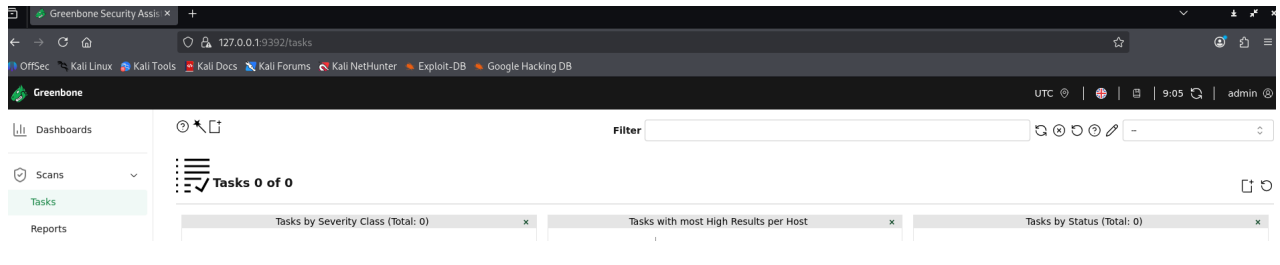 Greenbone Security Assis
127.0.0.1:9392/tasks
OffSec Kali Linux Kali Tools Kali Docs Kali Forums Kali NetHunter Exploit-DB Google Hacking DB
Greenbone UTC 9:05 admin
Dashboards
Filter –
Scans
Tasks 0 of 0
Tasks
Tasks by Severity Class (Total: 0) Tasks with most High Results per Host Tasks by Status (Total: 0)
Reports